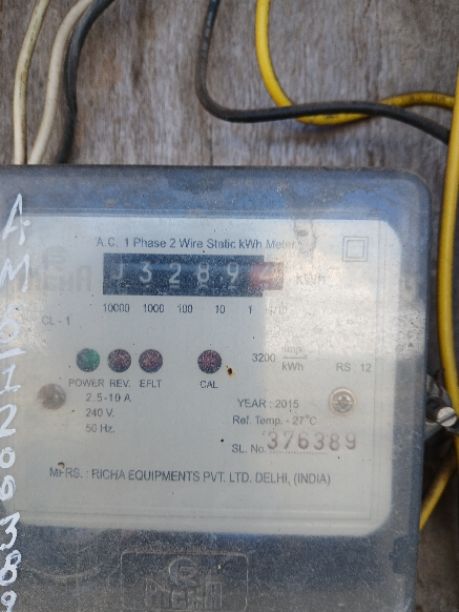 A.C. 1 Phase 2 Wire Static kWh Meter
3289
KWh
10000 1000 100 10 1 1/10
CL - 1
3200 imp/kWh
RS : 12
POWER REV. EFLT CAL
2.5-10 A
240 V.
50 Hz.
YEAR : 2015
Ref. Temp. - 27°C
SL. No. 376389
MFRS. : RICHA EQUIPMENTS PVT. LTD. DELHI, (INDIA)